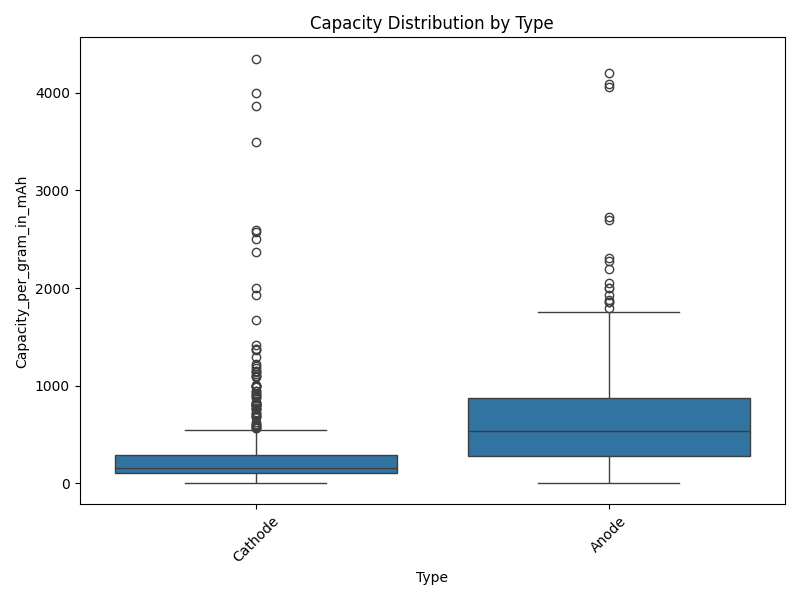 Capacity Distribution by Type
Capacity_per_gram_in_mAh
4000
3000
2000
1000
0
Cathode
Anode
Type